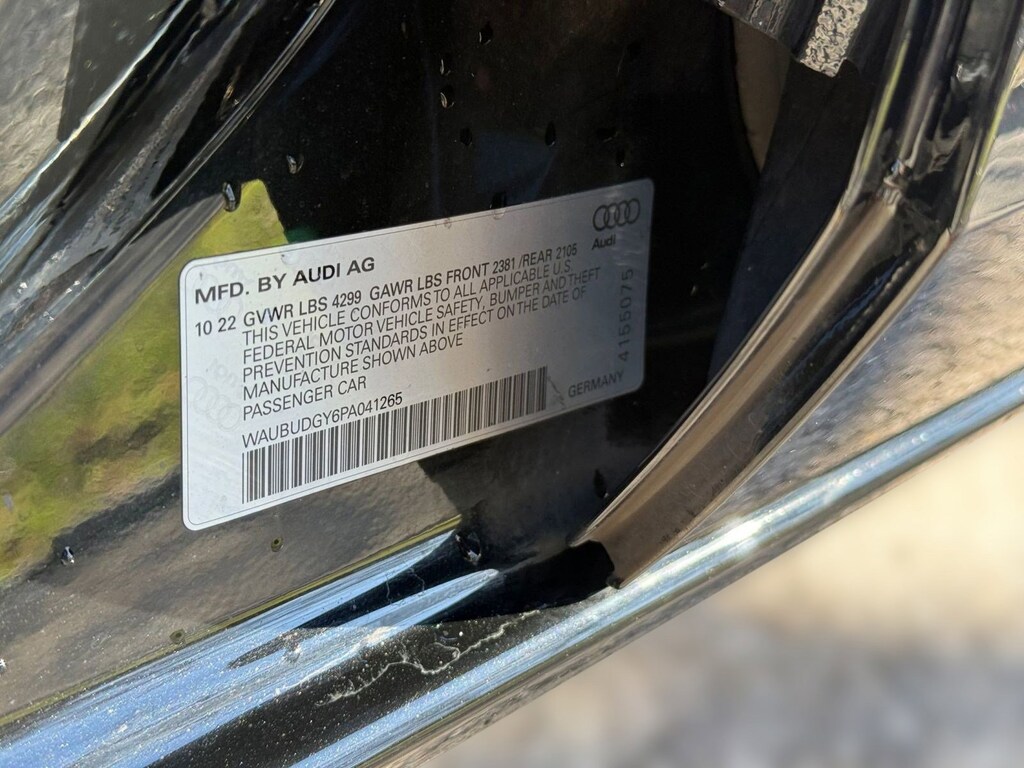 Audi
MFD. BY AUDI AG
10 22 GVWR LBS 4299 GAWR LBS FRONT 2381 /REAR 2105
THIS VEHICLE CONFORMS TO ALL APPLICABLE U.S.
FEDERAL MOTOR VEHICLE SAFETY, BUMPER AND THEFT
PREVENTION STANDARDS IN EFFECT ON THE DATE OF
MANUFACTURE SHOWN ABOVE
PASSENGER CAR
WAUBUDGY6PA041265
GERMANY
4155075